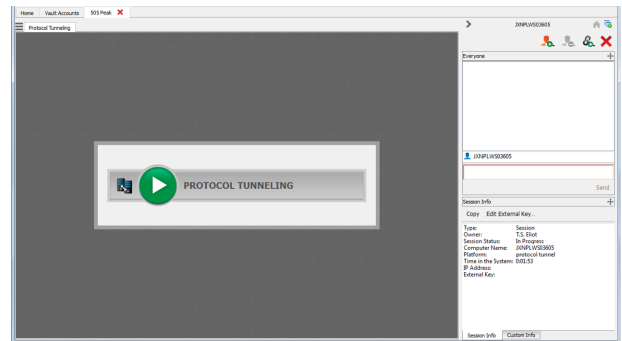 Home Vault Accounts 505 Peak
Protocol Tunneling
JXNPLWS03605
Everyone
PROTOCOL TUNNELING
JXNPLWS03605
Send
Session Info
Copy Edit External Key...
Type: Session
Owner: T.S. Eliot
Session Status: In Progress
Computer Name: JXNPLWS03605
Platform: protocol tunnel
Time in the System: 0:01:53
IP Address:
External Key:
Session Info Custom Info